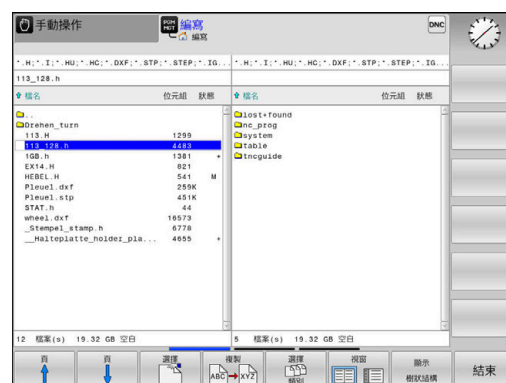 手動操作
PGM MGT 編寫
編寫
DNC
*.H;*.I;*.HU;*.HC;*.DXF;*.STP;*.STEP;*.IG...
*.H;*.I;*.HU;*.HC;*.DXF;*.STP;*.STEP;*.IG...
113_128.h
檔名 位元組 狀態
檔名 位元組 狀態
..
Drehen_turn
113.H 1299
113_128.h 4483
1GB.h 1381 +
EX14.H 821
HEBEL.H 541 M
Pleuel.dxf 259K
Pleuel.stp 451K
STAT.h 44
wheel.dxf 16573
_Stempel_stamp.h 6778
__Halteplatte_holder_pla... 4655 +
lost+found
nc_prog
system
table
tncguide
12 檔案(s) 19.32 GB 空白
5 檔案(s) 19.32 GB 空白
頁
頁
選擇
複製
ABC XYZ
選擇
類別
視窗
顯示
樹狀結構
結束